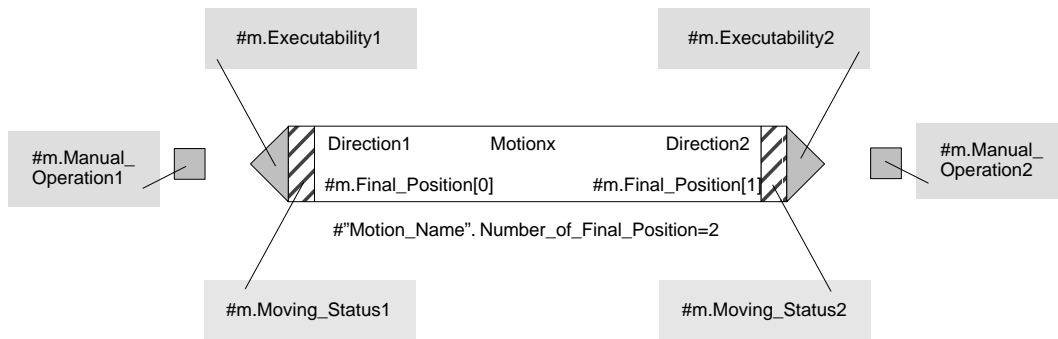 #m.Executability1
#m.Executability2
#m.Manual_
Operation1
Direction1 Motionx Direction2
#m.Manual_
Operation2
#m.Final_Position[0] #m.Final_Position[1]
#”Motion_Name”. Number_of_Final_Position=2
#m.Moving_Status1
#m.Moving_Status2